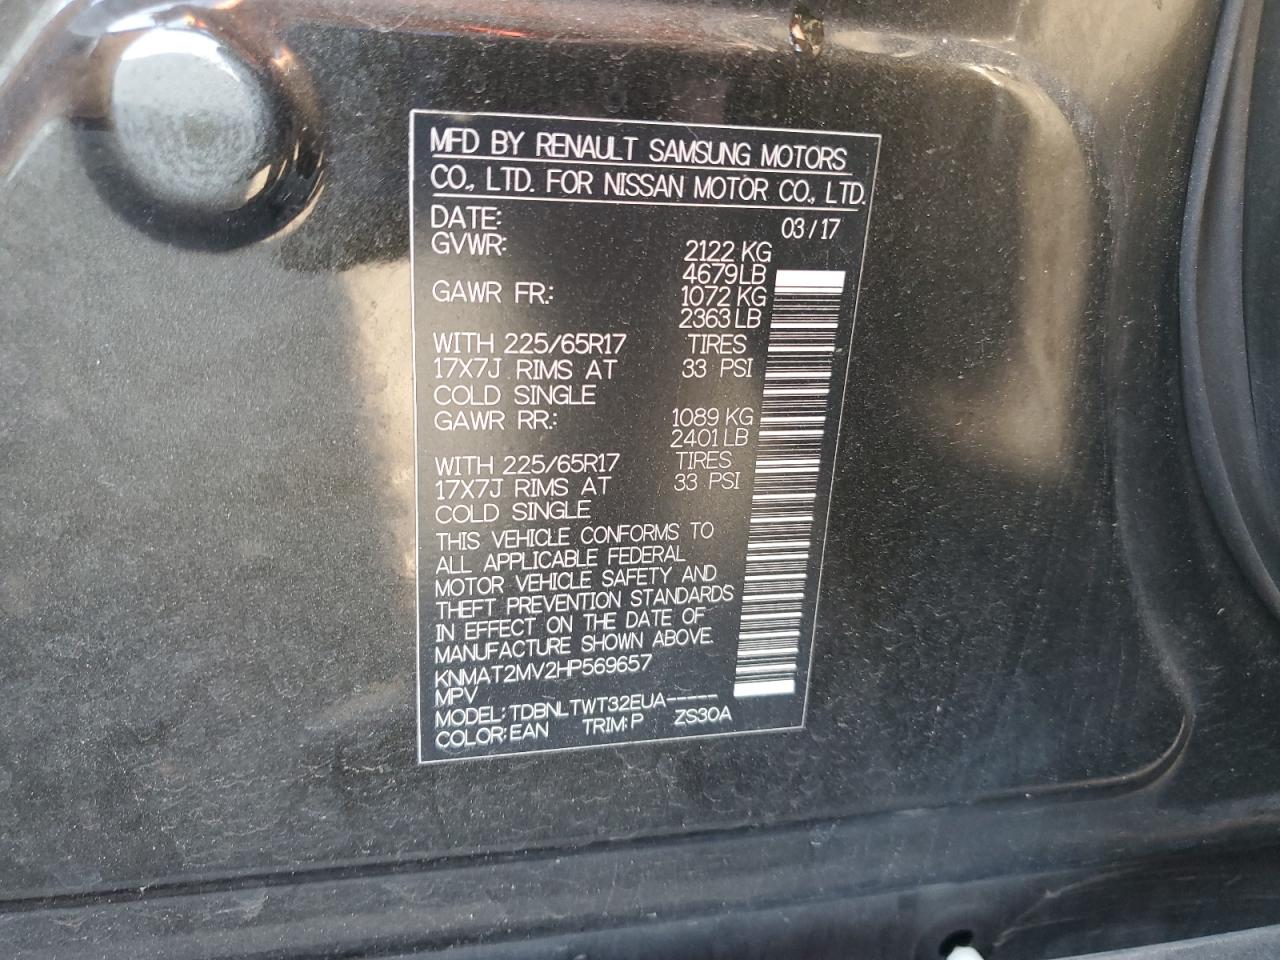 MFD BY RENAULT SAMSUNG MOTORS
CO., LTD. FOR NISSAN MOTOR CO., LTD.
DATE: 03/17
GVWR: 2122 KG
4679LB
GAWR FR.: 1072 KG
2363 LB
WITH 225/65R17 TIRES
17X7J RIMS AT 33 PSI
COLD SINGLE
GAWR RR.: 1089 KG
2401LB
WITH 225/65R17 TIRES
17X7J RIMS AT 33 PSI
COLD SINGLE
THIS VEHICLE CONFORMS TO
ALL APPLICABLE FEDERAL
MOTOR VEHICLE SAFETY AND
THEFT PREVENTION STANDARDS
IN EFFECT ON THE DATE OF
MANUFACTURE SHOWN ABOVE.
KNMAT2MV2HP569657
MPV
MODEL: TDBNLTWT32EUA-----
COLOR: EAN TRIM: P ZS30A